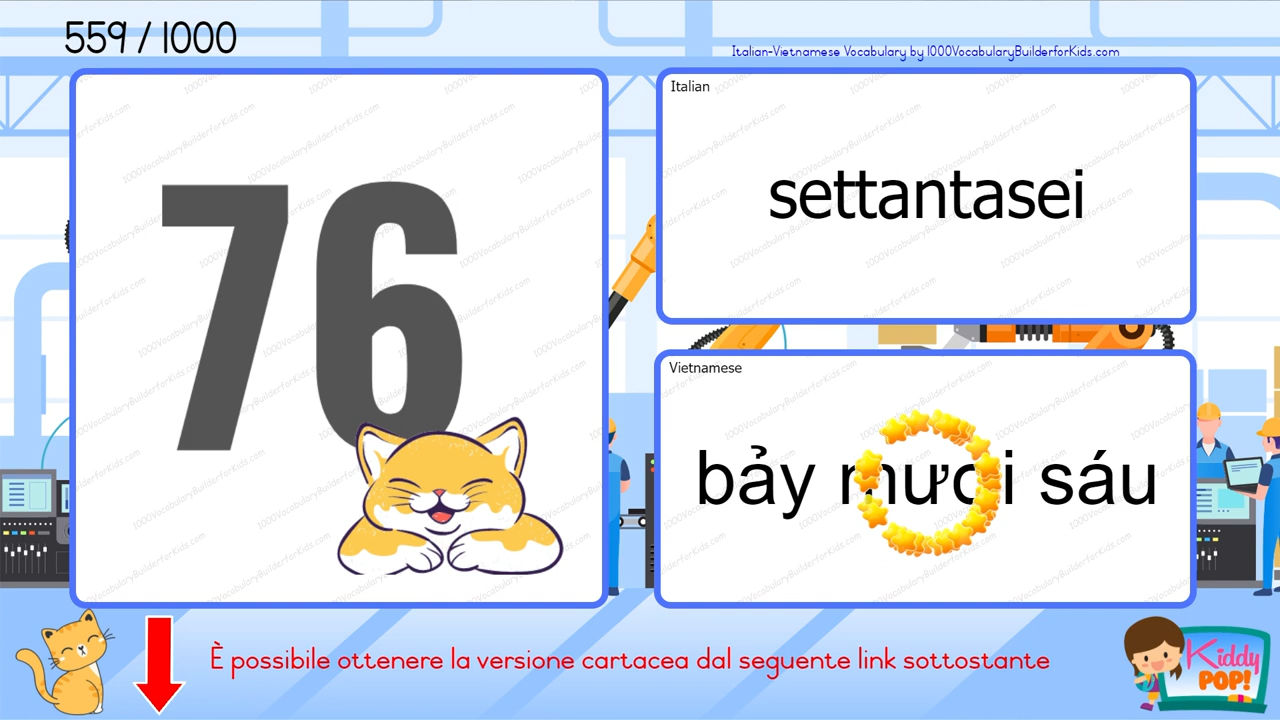 559 / 1000
Italian-Vietnamese Vocabulary by 1000VocabularyBuilderforKids.com
76
Italian
settantasei
Vietnamese
bảy mươi sáu
È possibile ottenere la versione cartacea dal seguente link sottostante
Kiddy
POP!